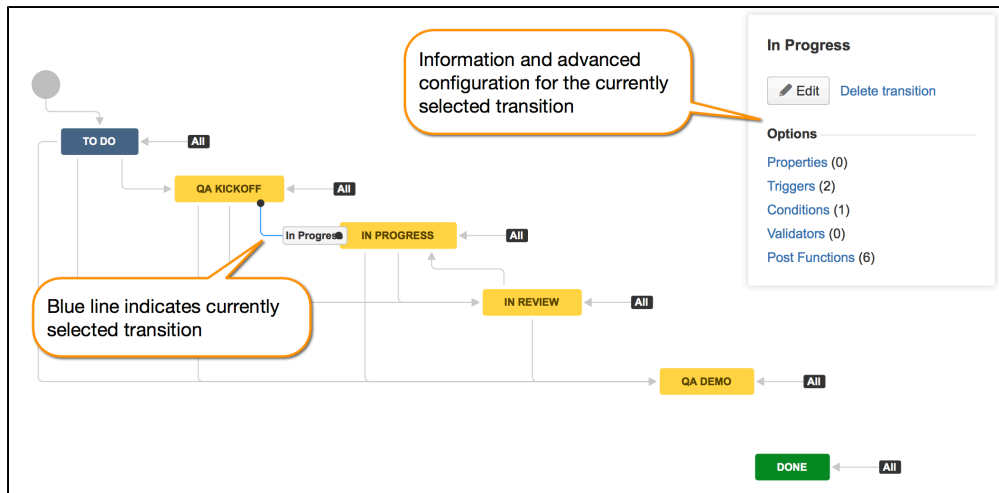 Information and advanced
configuration for the currently
selected transition
In Progress
Edit
Delete transition
Options
Properties (0)
Triggers (2)
Conditions (1)
Validators (0)
Post Functions (6)
TO DO
All
QA KICKOFF
All
In Progress
IN PROGRESS
All
Blue line indicates currently
selected transition
IN REVIEW
All
QA DEMO
All
DONE
All